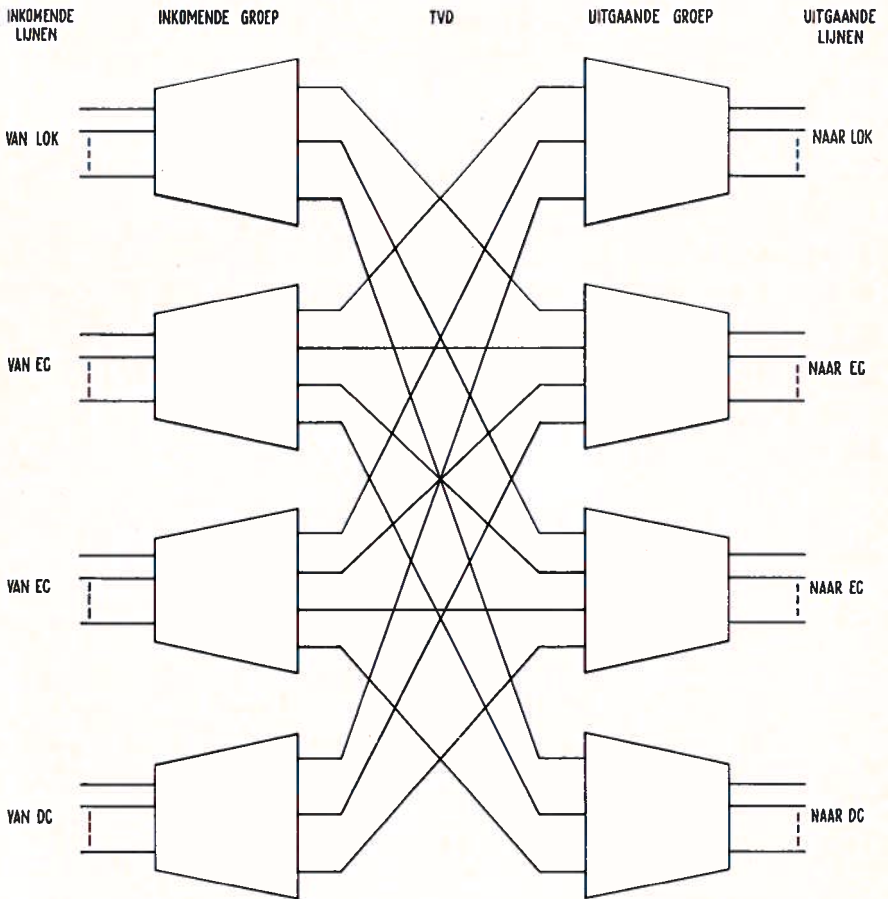 INKOMENDE
LIJNEN
INKOMENDE GROEP
TVD
UITGAANDE GROEP
UITGAANDE
LIJNEN
VAN LOK
NAAR LOK
VAN EC
NAAR EC
VAN EC
NAAR EC
VAN DC
NAAR DC